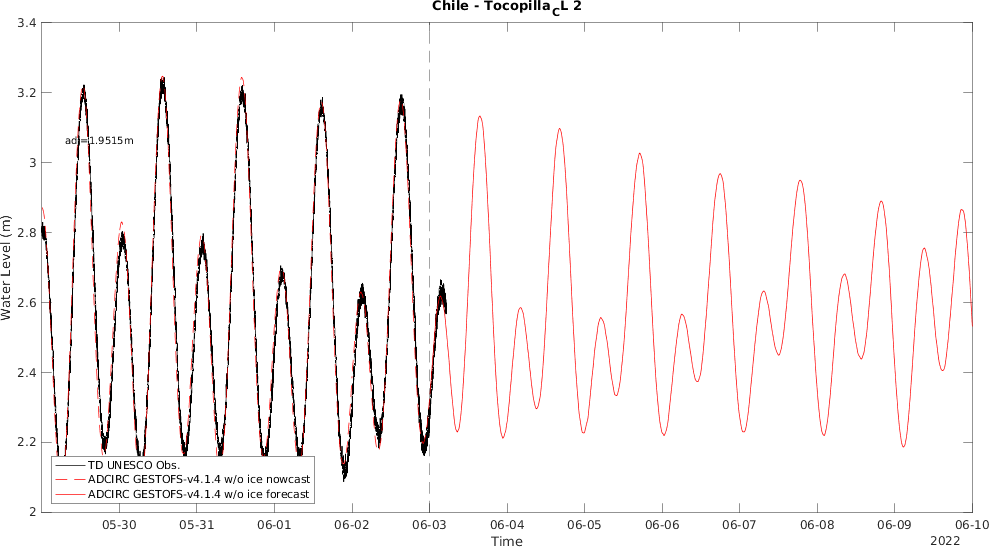 Chile - Tocopilla_CL 2
3.4
3.2
3
2.8
2.6
2.4
2.2
2
Water Level (m)
adj=1.9515m
TD UNESCO Obs.
ADCIRC GESTOFS-v4.1.4 w/o ice nowcast
ADCIRC GESTOFS-v4.1.4 w/o ice forecast
05-30 05-31 06-01 06-02 06-03 06-04 06-05 06-06 06-07 06-08 06-09 06-10
Time
2022